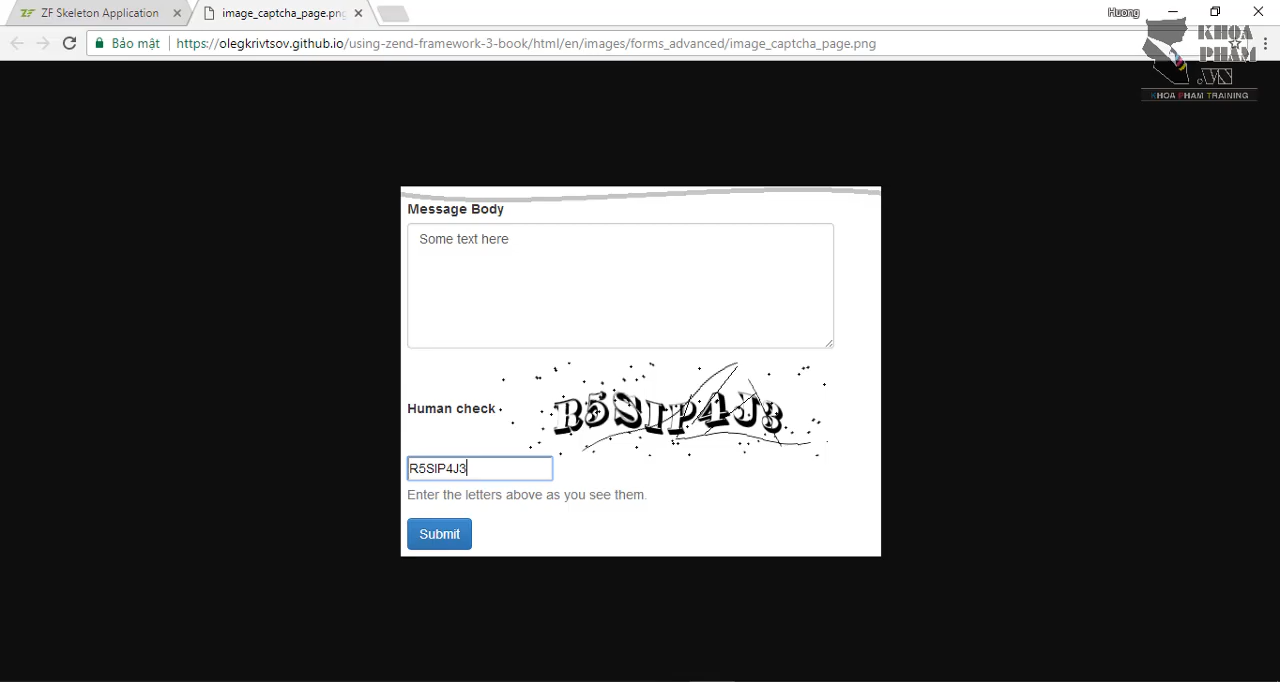 ZF Skeleton Application
image_captcha_page.png
Huong
Bảo mật
https://olegkrivtsov.github.io/using-zend-framework-3-book/html/en/images/forms_advanced/image_captcha_page.png
KHOA
PHẠM
.VN
KHOA PHAM TRAINING
Message Body
Some text here
Human check
R5SIP4J3
R5SIP4J3
Enter the letters above as you see them.
Submit